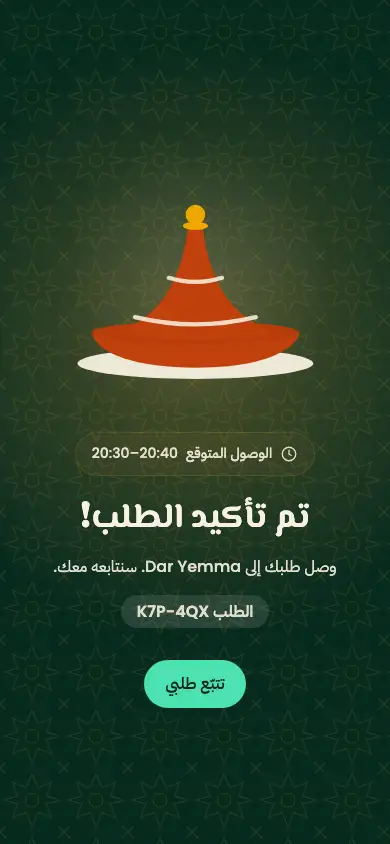 الوصول المتوقع 20:30–20:40
تم تأكيد الطلب!
وصل طلبك إلى Dar Yemma. سنتابعه معك.
الطلب K7P-4QX
تتبّع طلبي